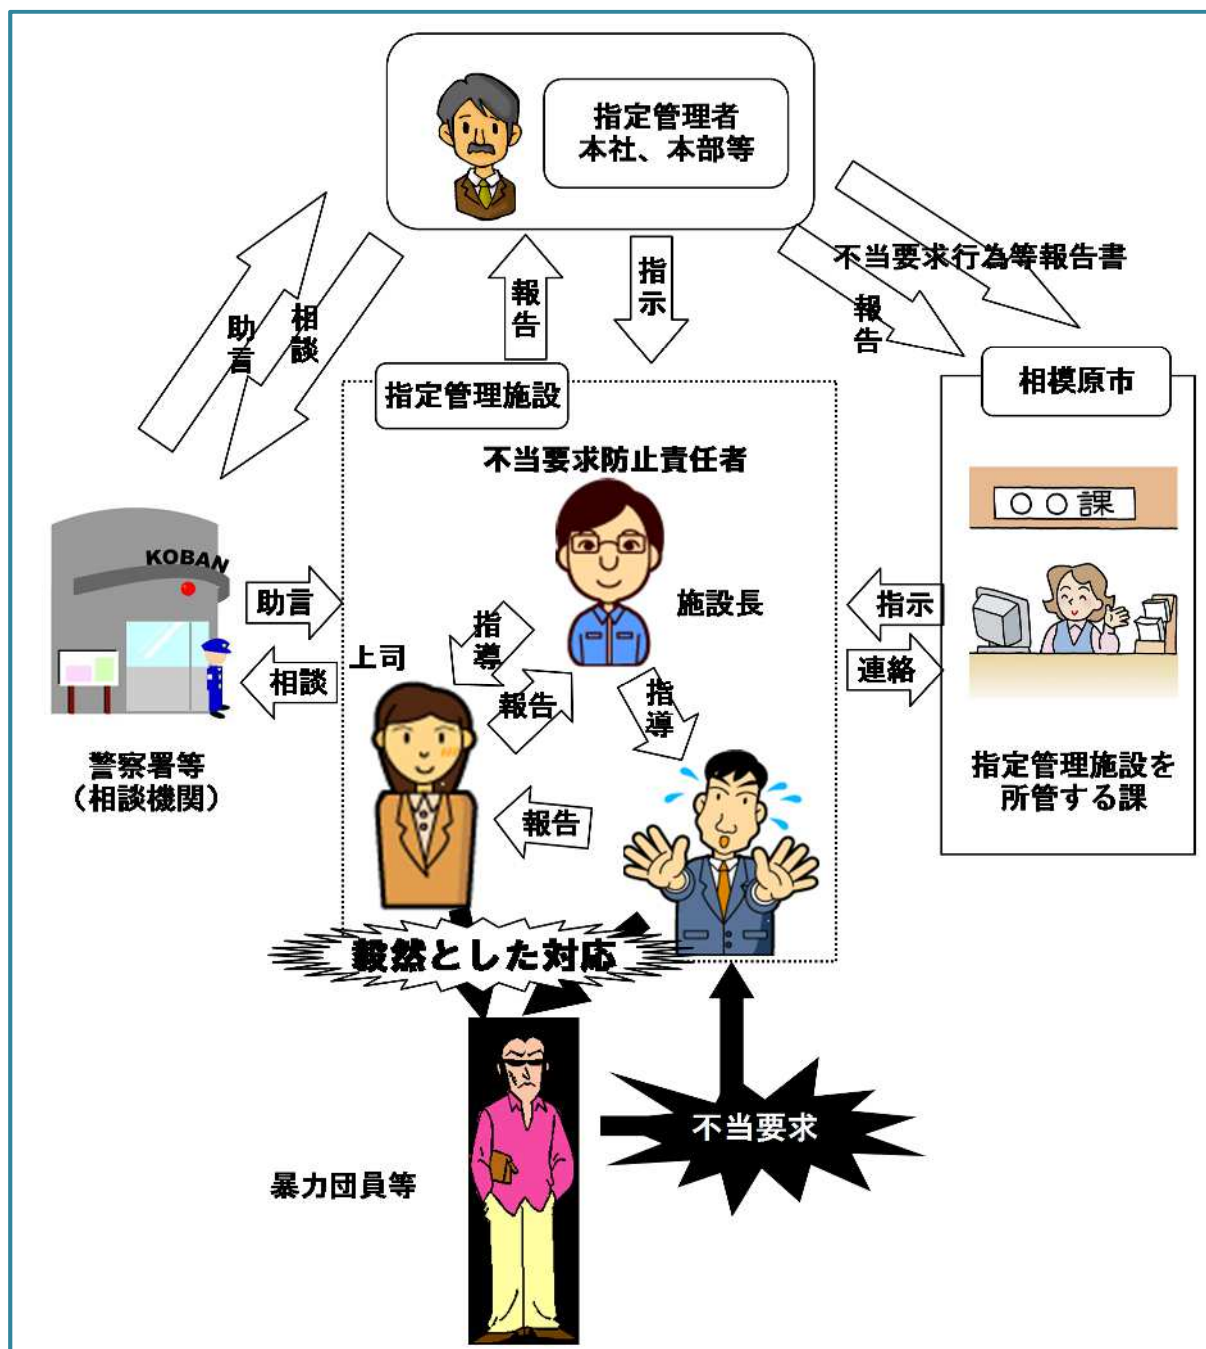 指定管理者
本社、本部等
不当要求行為等報告書
報告
指示
報告
助言
相談
指定管理施設
相模原市
不当要求防止責任者
○○課
KOBAN
助言
相談
施設長
指示
連絡
指導
上司
報告
指導
報告
警察署等
(相談機関)
指定管理施設を
所管する課
毅然とした対応
不当要求
暴力団員等